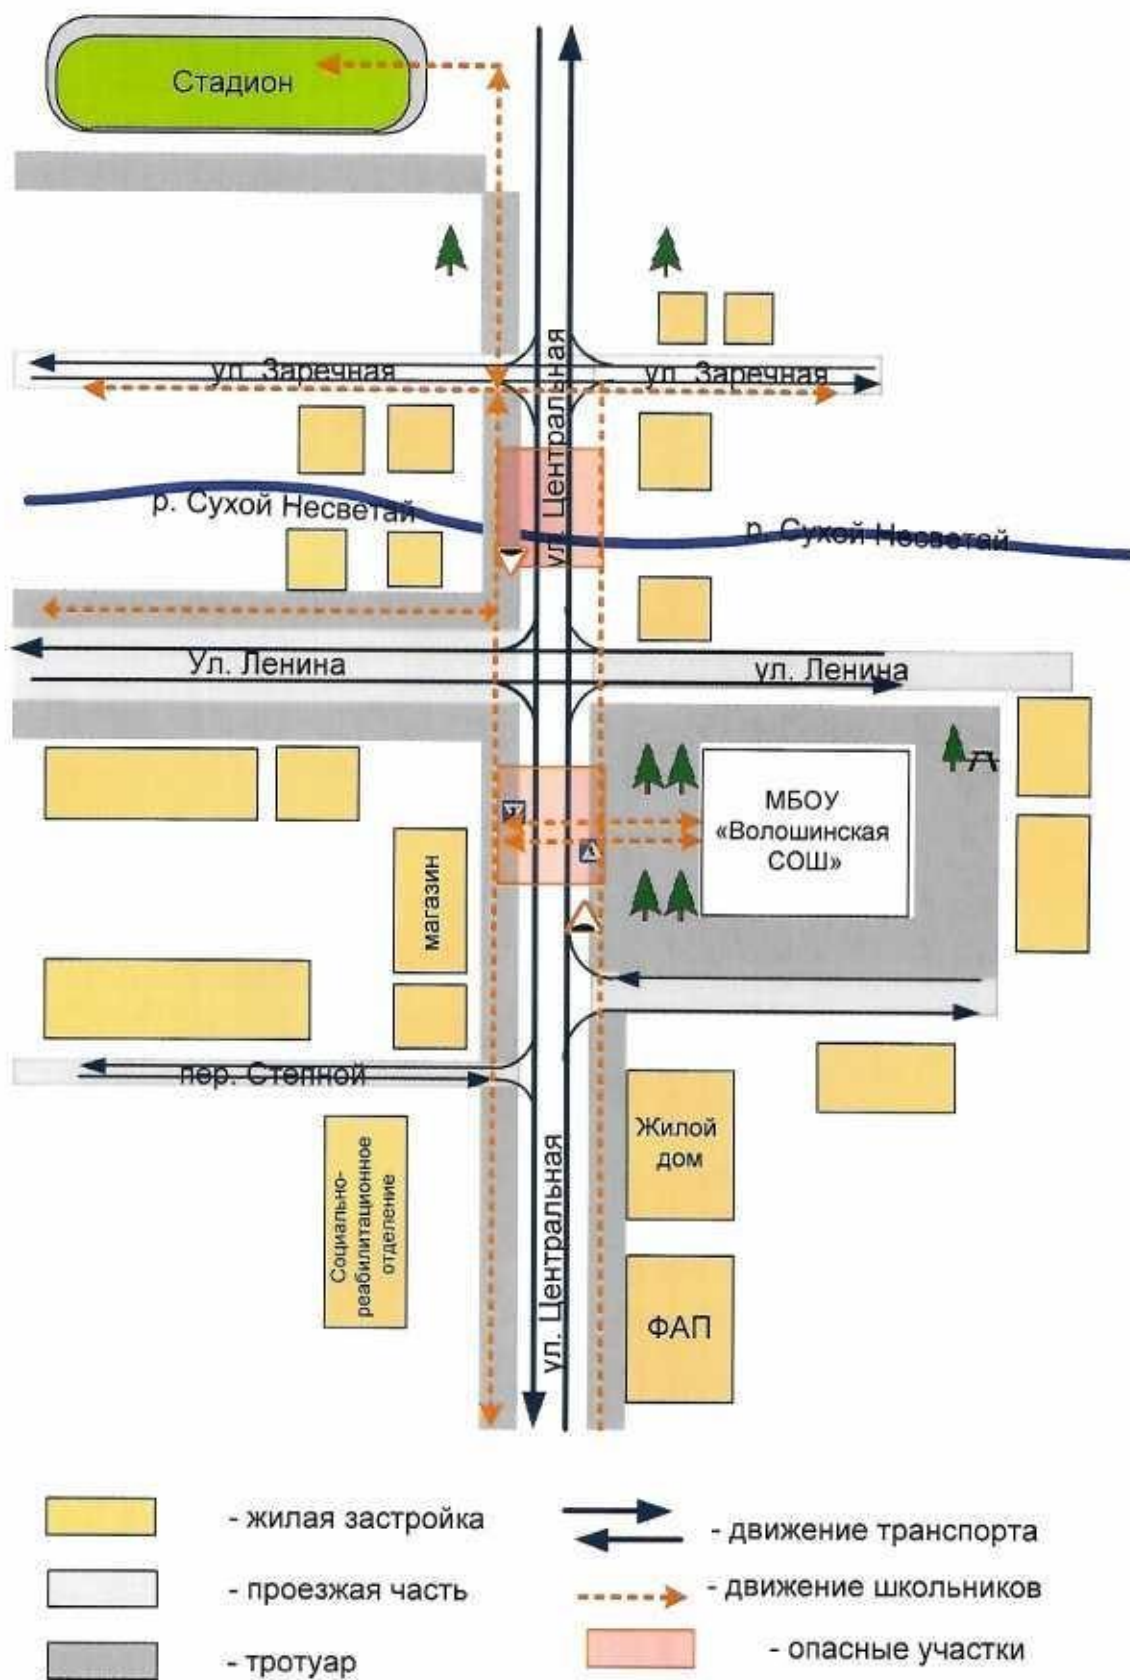 Стадион
ул. Центральная
ул. Заречная
ул. Заречная
р. Сухой Несветай
р. Сухой Несветай
Ул. Ленина
ул. Ленина
МБОУ
«Волошинская
СОШ»
магазин
пер. Степной
Жилой
дом
Социально-
реабилитационное
отделение
ул. Центральная
ФАП
- жилая застройка
- движение транспорта
- проезжая часть
- движение школьников
- тротуар
- опасные участки